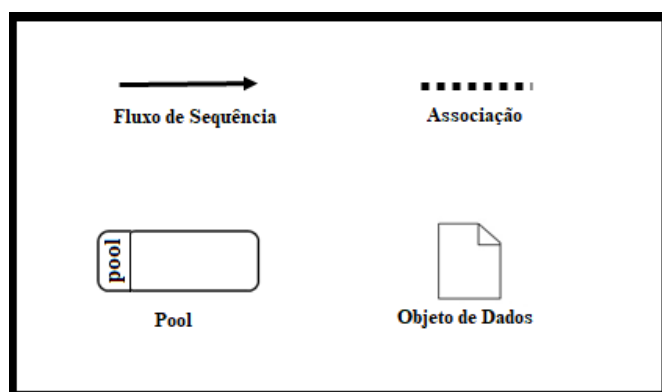 Fluxo de Sequência
Associação
pool
Pool
Objeto de Dados